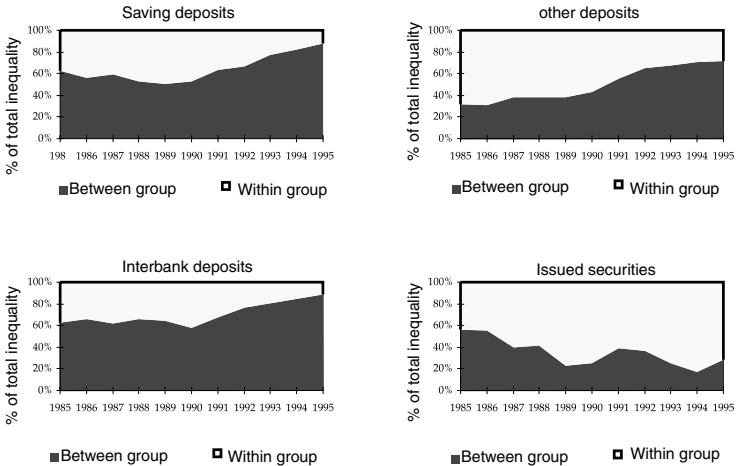 Saving deposits
% of total inequality
100%
80%
60%
40%
20%
0%
198 1986 1987 1988 1989 1990 1991 1992 1993 1994 1995
Between group Within group
other deposits
% of total inequality
100%
80%
60%
40%
20%
0%
1985 1986 1987 1988 1989 1990 1991 1992 1993 1994 1995
Between group Within group
Interbank deposits
% of total inequality
100%
80%
60%
40%
20%
0%
1985 1986 1987 1988 1989 1990 1991 1992 1993 1994 1995
Between group Within group
Issued securities
% of total inequality
100%
80%
60%
40%
20%
0%
1985 1986 1987 1988 1989 1990 1991 1992 1993 1994 1995
Between group Within group